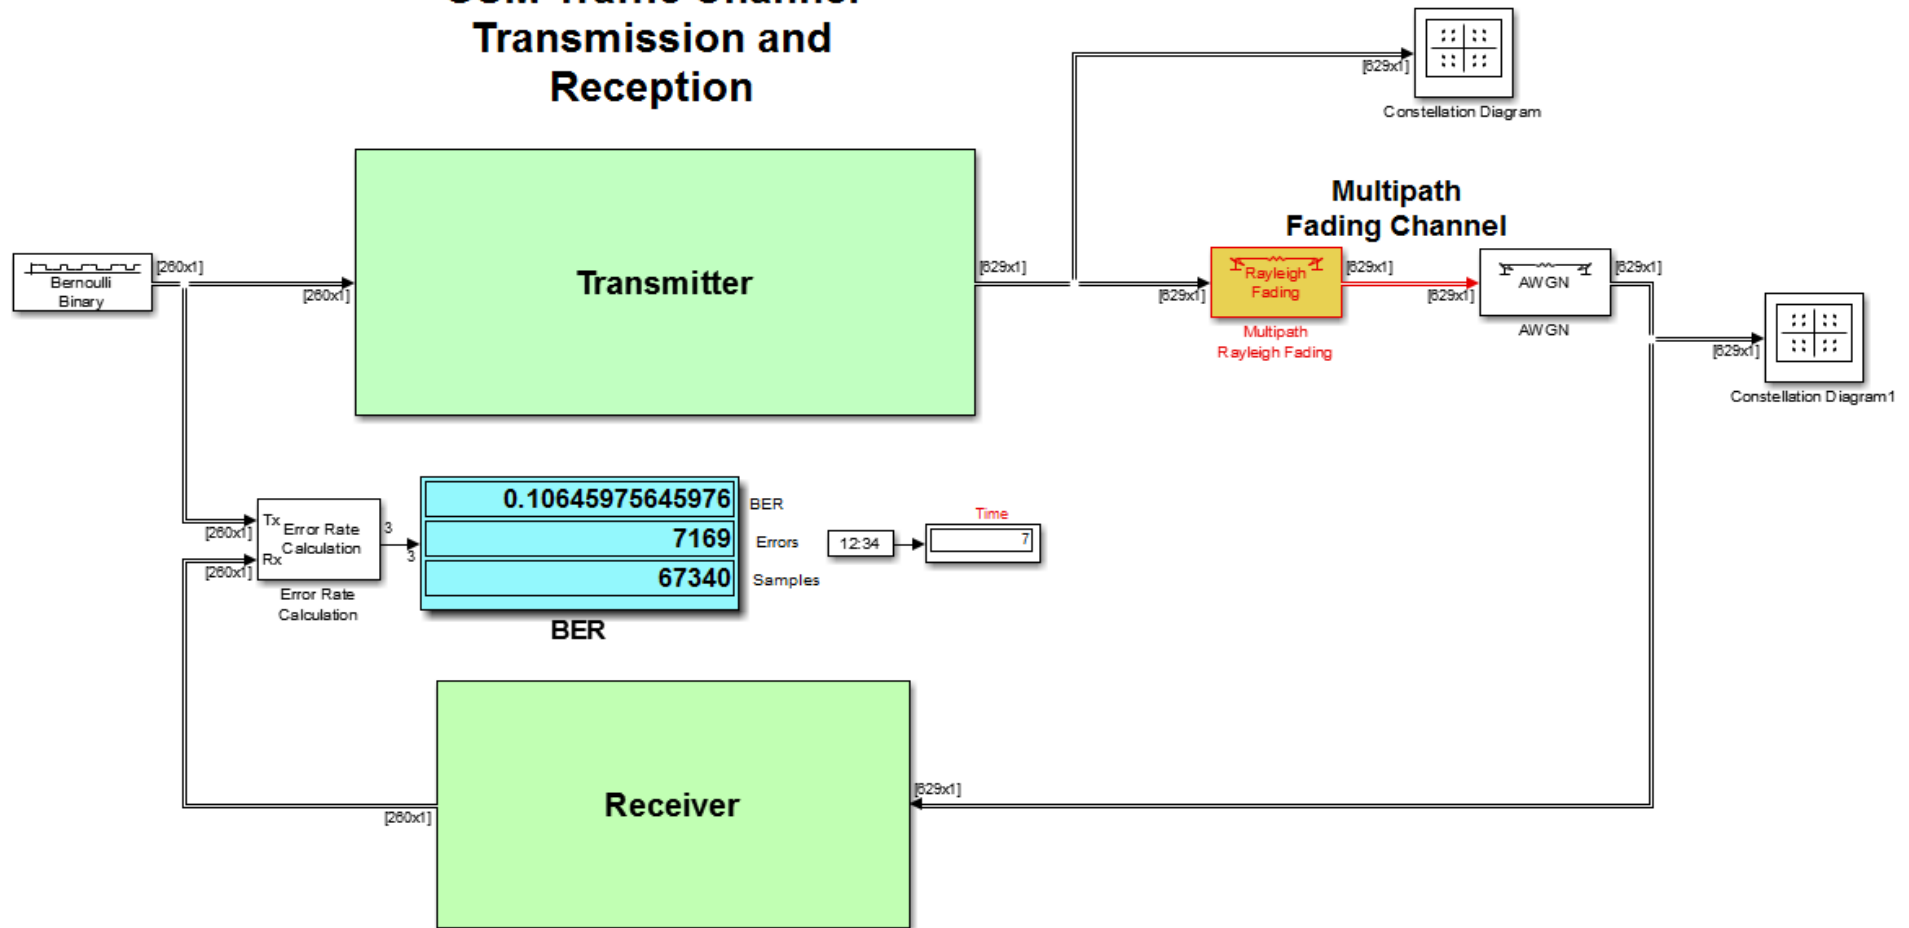 Transmission and
Reception
[629x1]
Constellation Diagram
Multipath
Fading Channel
Bernoulli
Binary
[260x1]
[260x1]
Transmitter
[629x1]
[629x1]
Rayleigh
Fading
Multipath
Rayleigh Fading
[629x1]
[629x1]
AWGN
AWGN
[629x1]
[629x1]
Constellation Diagram1
[260x1]
[260x1]
Tx
Rx
Error Rate
Calculation
Error Rate
Calculation
3
3
0.10645975645976
BER
7169
Errors
67340
Samples
BER
12:34
Time
7
Receiver
[629x1]
[260x1]